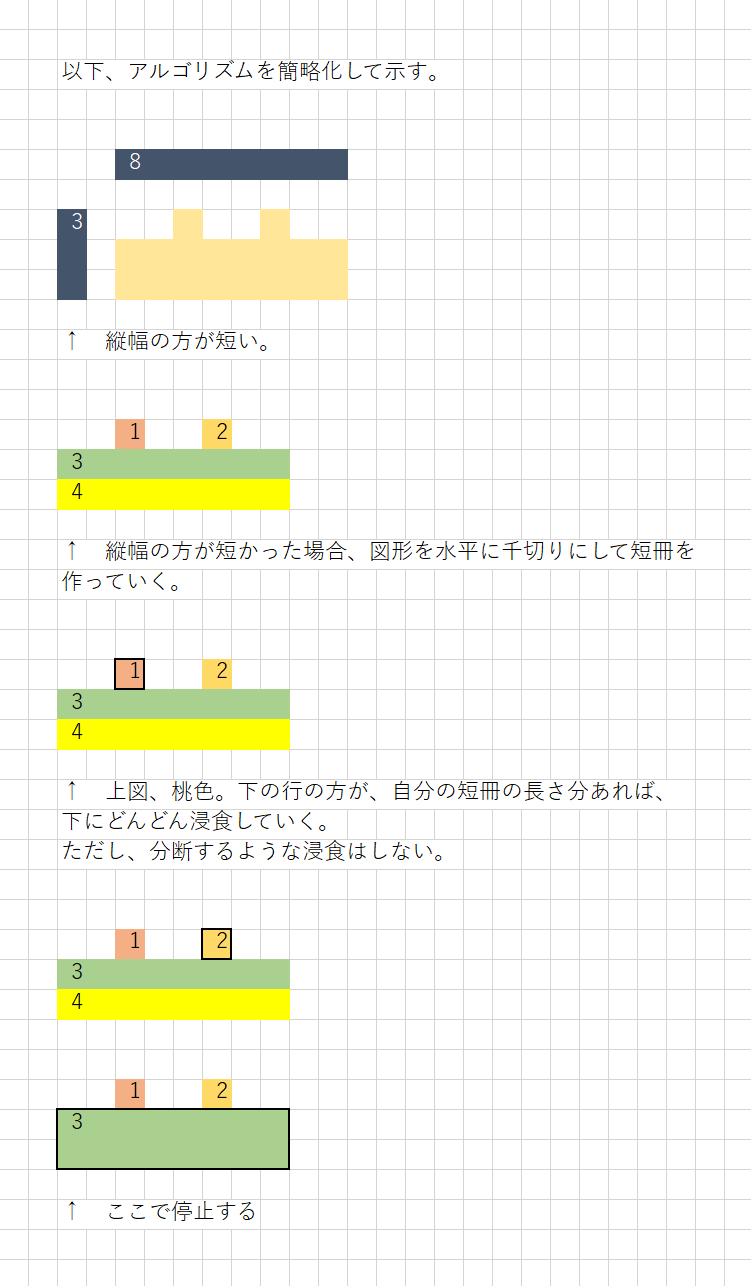 以下、アルゴリズムを簡略化して示す。
8
3
↑　縦幅の方が短い。
1 2
3
4
↑　縦幅の方が短かった場合、図形を水平に千切りにして短冊を
作っていく。
1 2
3
4
↑　上図、桃色。下の行の方が、自分の短冊の長さ分あれば、
下にどんどん浸食していく。
ただし、分断するような浸食はしない。
1 2
3
4
1 2
3
↑　ここで停止する